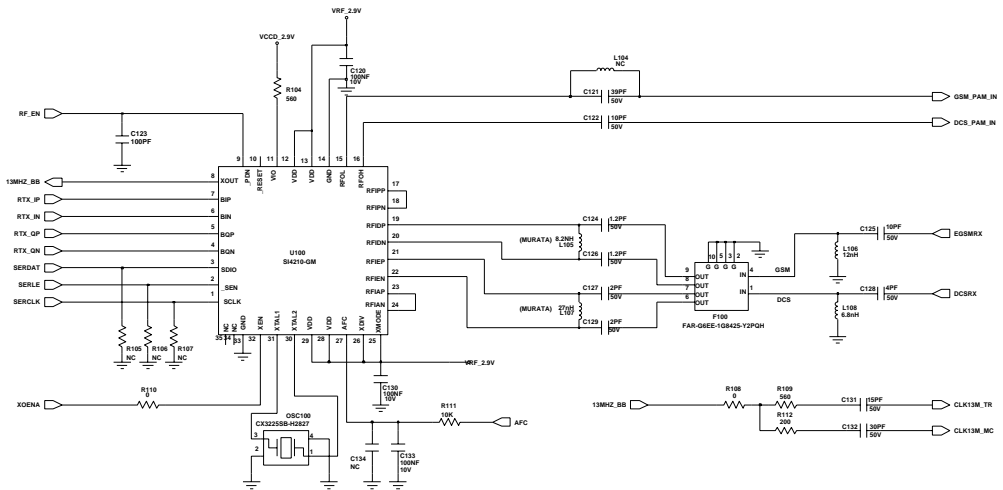 VRF_2.9V
VCCD_2.9V
L104
NC
C120
100NF
10V
R104
560
C121
39PF
50V
GSM_PAM_IN
RF_EN
C122
10PF
50V
DCS_PAM_IN
C123
100PF
9 10 11 12 13 14 15 16
_PDN _RESET VIO VDD VDD GND RFOL RFOH
13MHZ_BB 8 XOUT
RTX_IP 7 BIP
RTX_IN 6 BIN
RTX_QP 5 BQP
RTX_QN 4 BQN
SERDAT 3 SDIO
SERLE 2 _SEN
SERCLK 1 SCLK
U100
SI4210-GM
RFIPP 17
RFIPN 18
RFIDP 19
RFIDN 20
RFIEP 21
RFIEN 22
RFIAP 23
RFIAN 24
NC NC GND XEN XTAL1 XTAL2 VDD VDD AFC XDIV XMODE
35 34 33 32 31 30 29 28 27 26 25
C124
1.2PF
50V
(MURATA)
8.2NH
L105
C126
1.2PF
50V
C127
2PF
50V
(MURATA)
27nH
L107
C129
2PF
50V
10 5 3 3 2
G G G G G
9 OUT
8 OUT
7 OUT
6 OUT
IN 4
IN 1
GSM
DCS
F100
FAR-G6EE-1G8425-Y2PQH
C125
10PF
50V
EGSMRX
L106
12nH
C128
4PF
50V
DCSRX
L108
6.8nH
R105
NC
R106
NC
R107
NC
VRF_2.9V
C130
100NF
10V
XOENA
R110
0
OSC100
CX3225SB-H2827
3 4
2 1
R111
10K
AFC
C134
NC
C133
100NF
10V
13MHZ_BB
R108
0
R109
560
C131
15PF
50V
CLK13M_TR
R112
200
C132
30PF
50V
CLK13M_MC